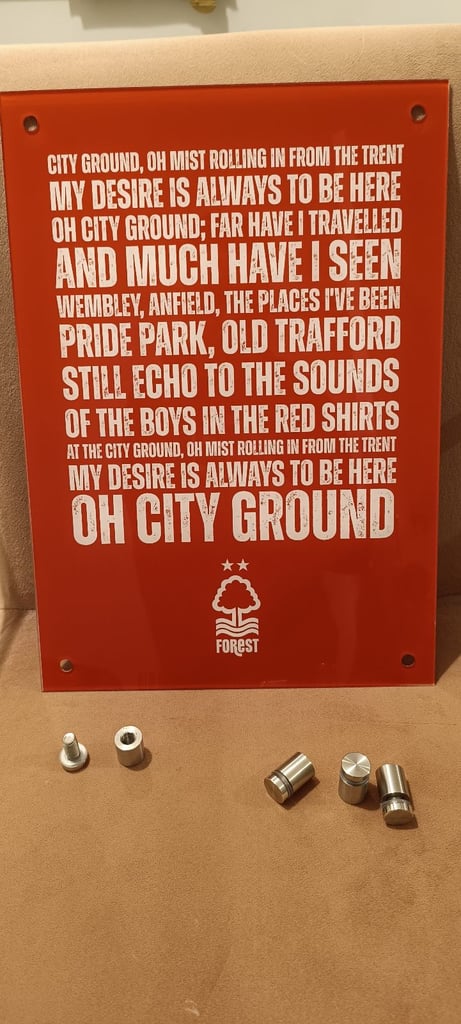 CITY GROUND, OH MIST ROLLING IN FROM THE TRENT
MY DESIRE IS ALWAYS TO BE HERE
OH CITY GROUND; FAR HAVE I TRAVELLED
AND MUCH HAVE I SEEN
WEMBLEY, ANFIELD, THE PLACES I'VE BEEN
PRIDE PARK, OLD TRAFFORD
STILL ECHO TO THE SOUNDS
OF THE BOYS IN THE RED SHIRTS
AT THE CITY GROUND, OH MIST ROLLING IN FROM THE TRENT
MY DESIRE IS ALWAYS TO BE HERE
OH CITY GROUND
FOREST